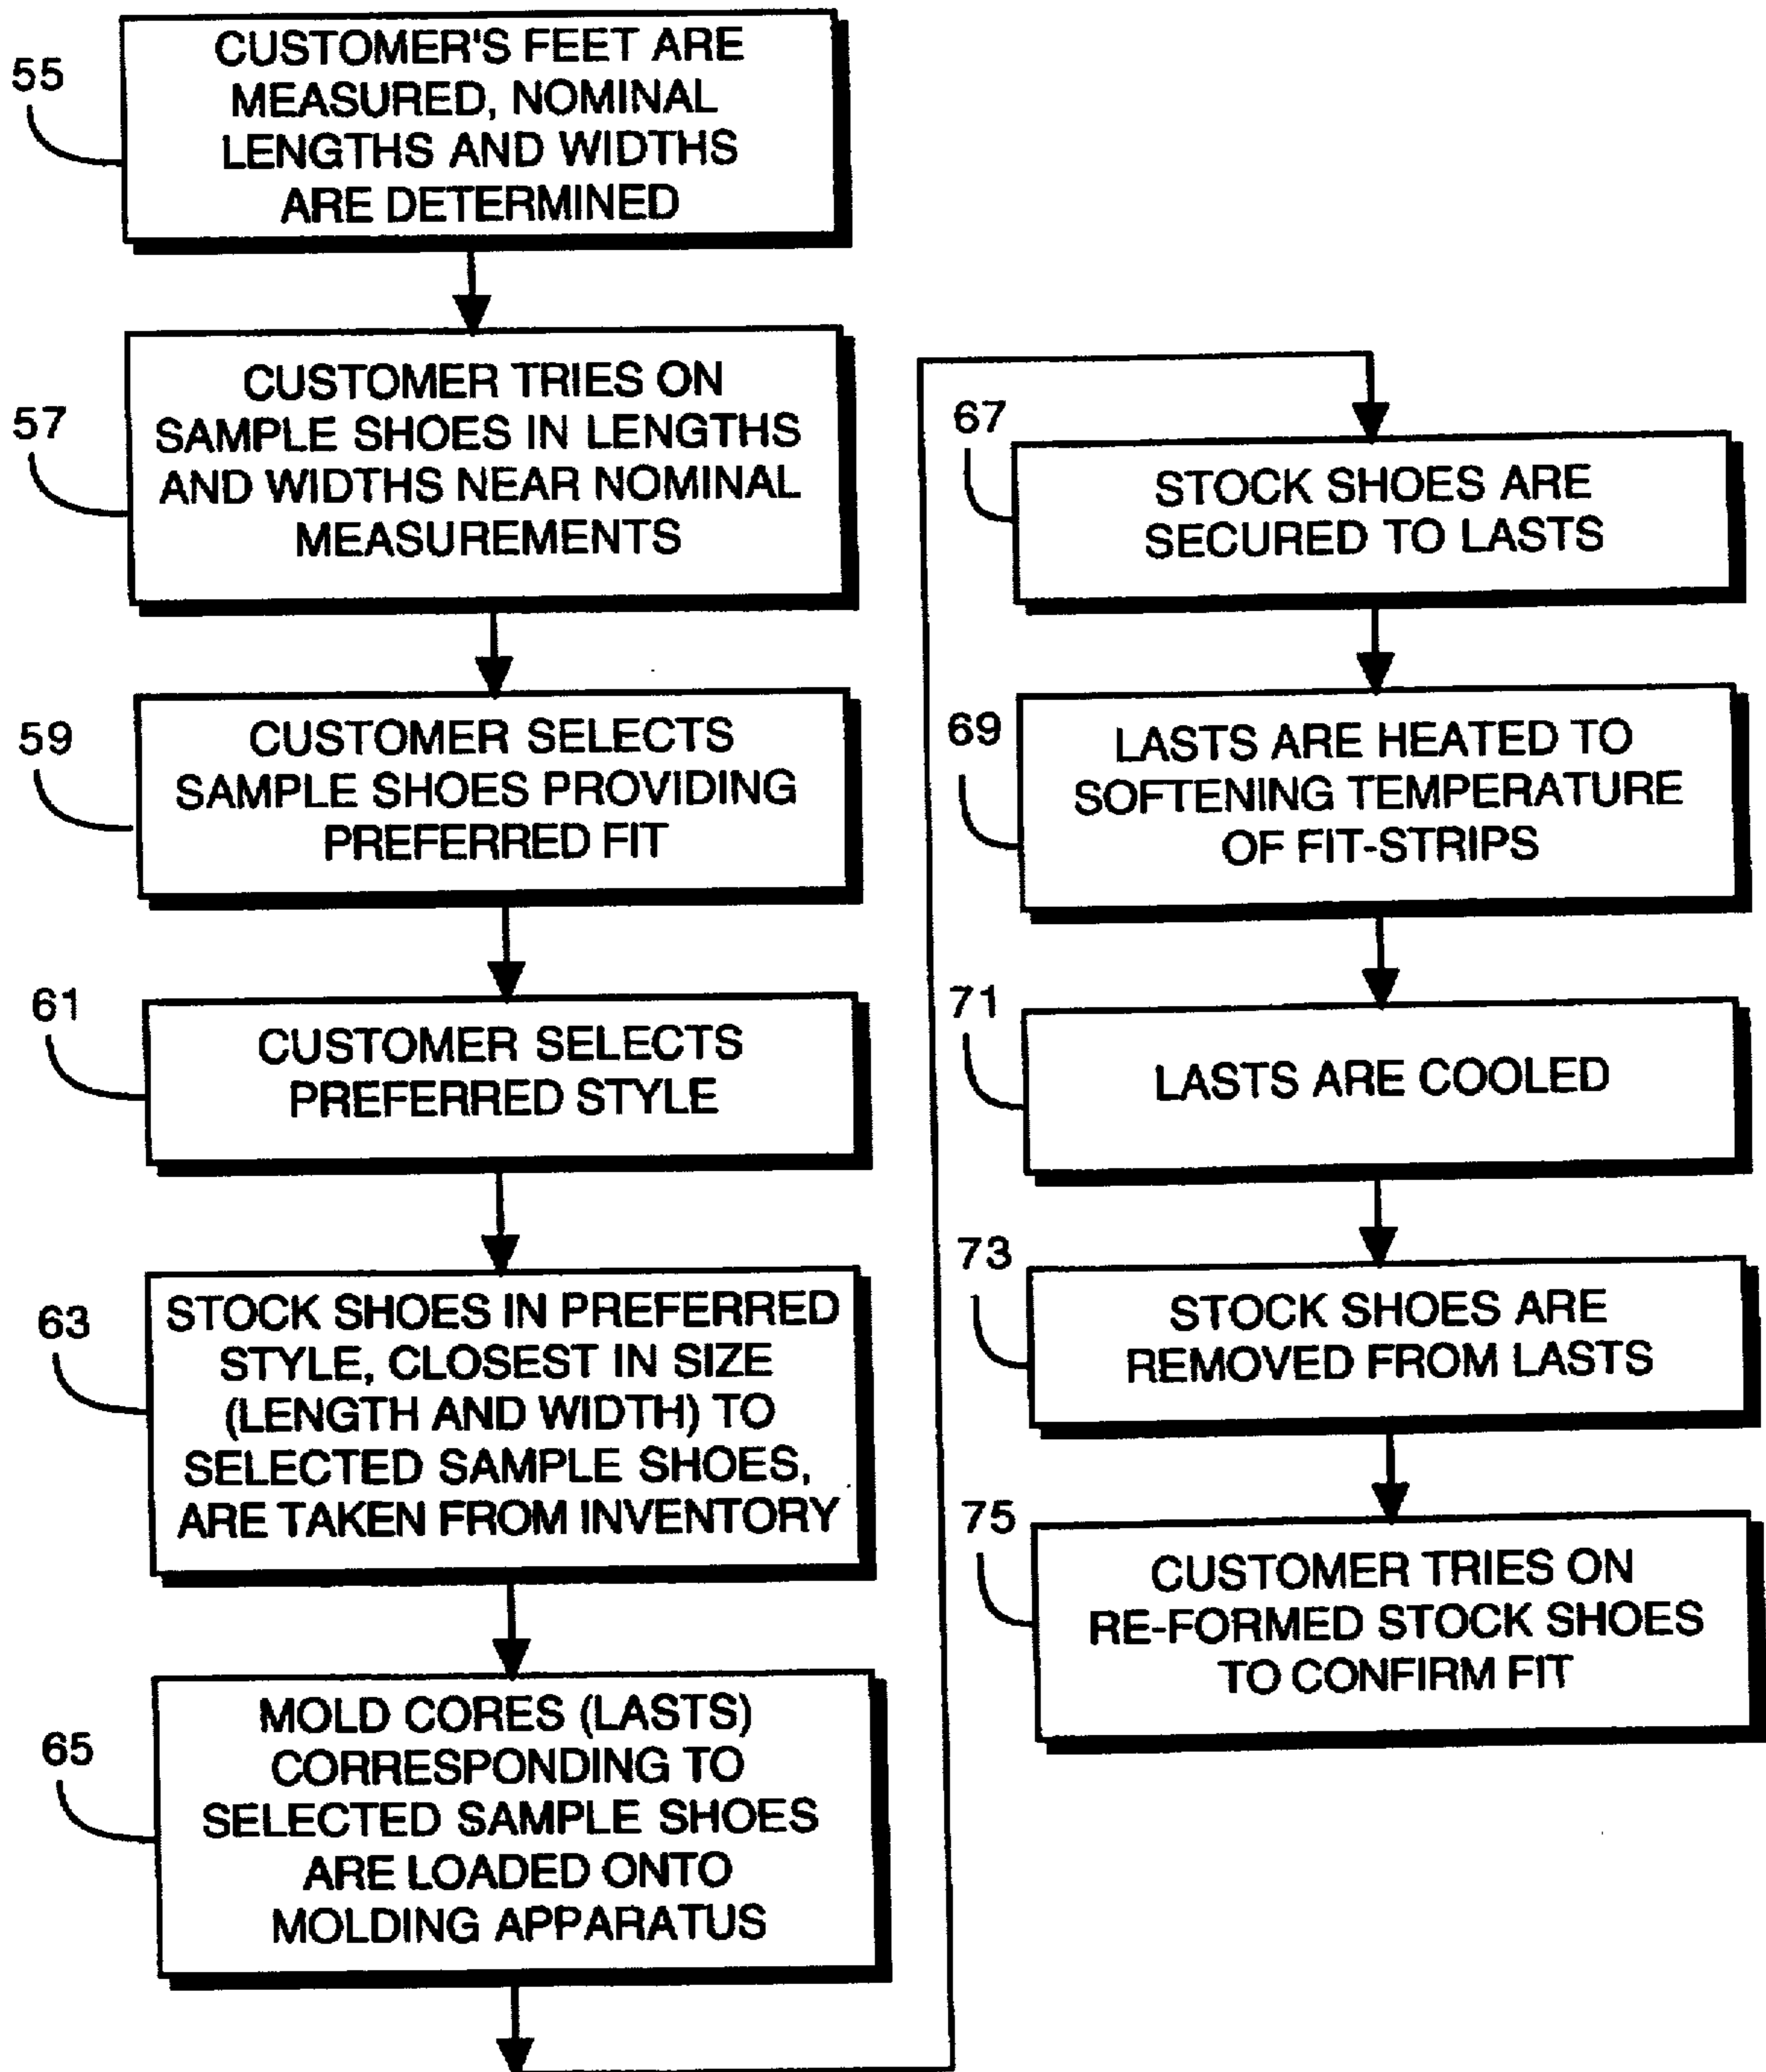 55
CUSTOMER'S FEET ARE
MEASURED, NOMINAL
LENGTHS AND WIDTHS
ARE DETERMINED
57
CUSTOMER TRIES ON
SAMPLE SHOES IN LENGTHS
AND WIDTHS NEAR NOMINAL
MEASUREMENTS
59
CUSTOMER SELECTS
SAMPLE SHOES PROVIDING
PREFERRED FIT
61
CUSTOMER SELECTS
PREFERRED STYLE
63
STOCK SHOES IN PREFERRED
STYLE, CLOSEST IN SIZE
(LENGTH AND WIDTH) TO
SELECTED SAMPLE SHOES,
ARE TAKEN FROM INVENTORY
65
MOLD CORES (LASTS)
CORRESPONDING TO
SELECTED SAMPLE SHOES
ARE LOADED ONTO
MOLDING APPARATUS
67
STOCK SHOES ARE
SECURED TO LASTS
69
LASTS ARE HEATED TO
SOFTENING TEMPERATURE
OF FIT-STRIPS
71
LASTS ARE COOLED
73
STOCK SHOES ARE
REMOVED FROM LASTS
75
CUSTOMER TRIES ON
RE-FORMED STOCK SHOES
TO CONFIRM FIT